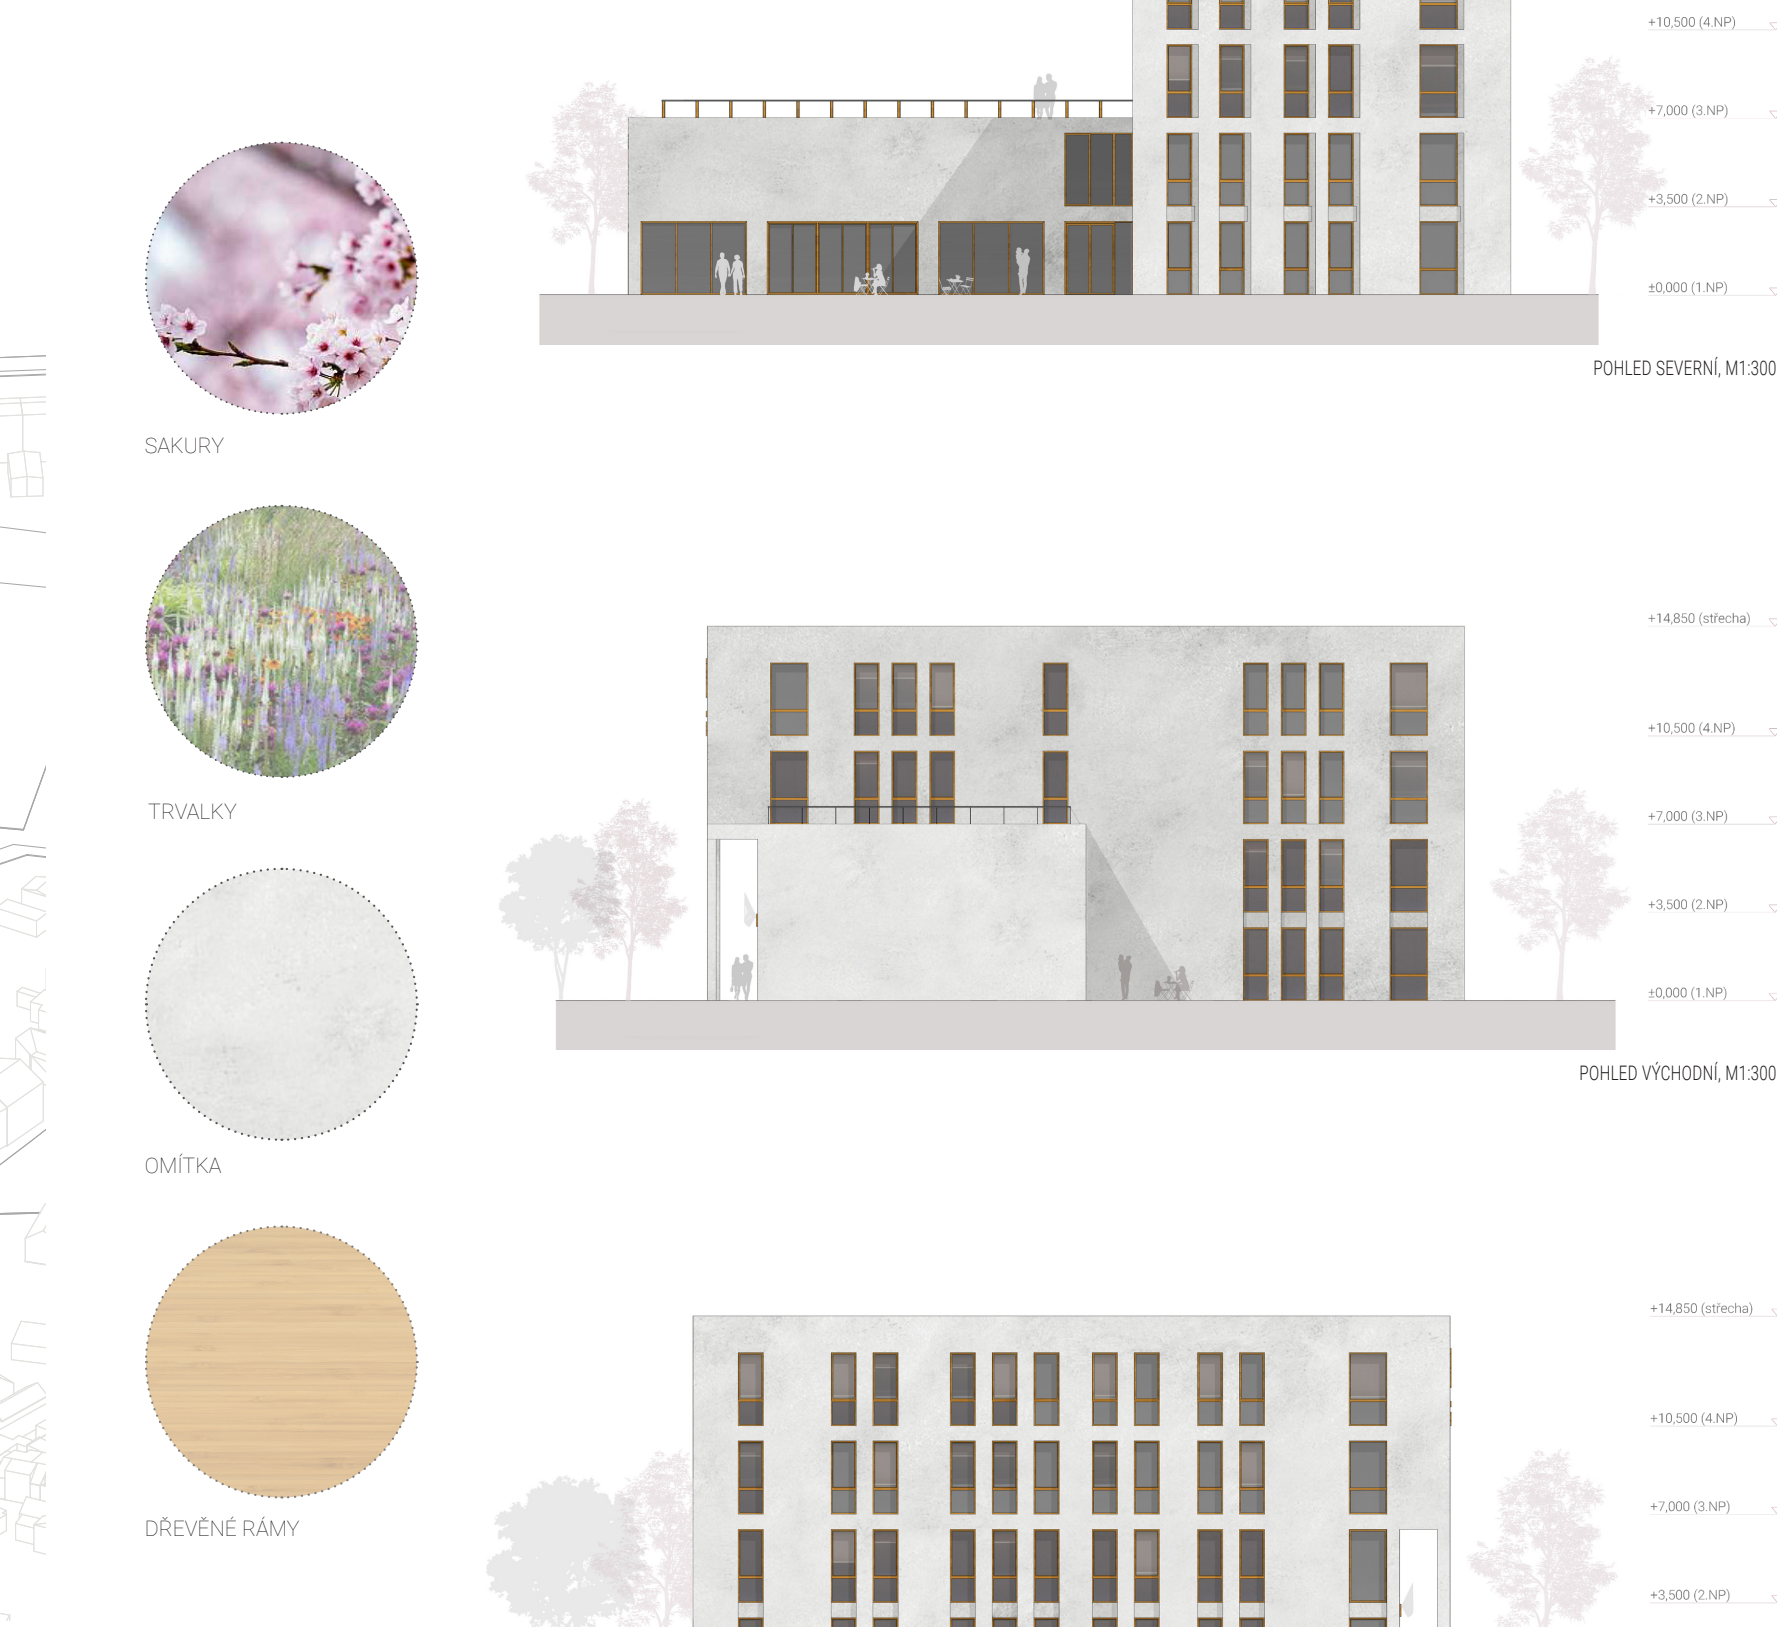 +10,500 (4.NP)
+7,000 (3.NP)
+3,500 (2.NP)
±0,000 (1.NP)
POHLED SEVERNÍ, M1:300
SAKURY
TRVALKY
OMÍTKA
DŘEVĚNÉ RÁMY
+14,850 (střecha)
+10,500 (4.NP)
+7,000 (3.NP)
+3,500 (2.NP)
±0,000 (1.NP)
POHLED VÝCHODNÍ, M1:300
+14,850 (střecha)
+10,500 (4.NP)
+7,000 (3.NP)
+3,500 (2.NP)